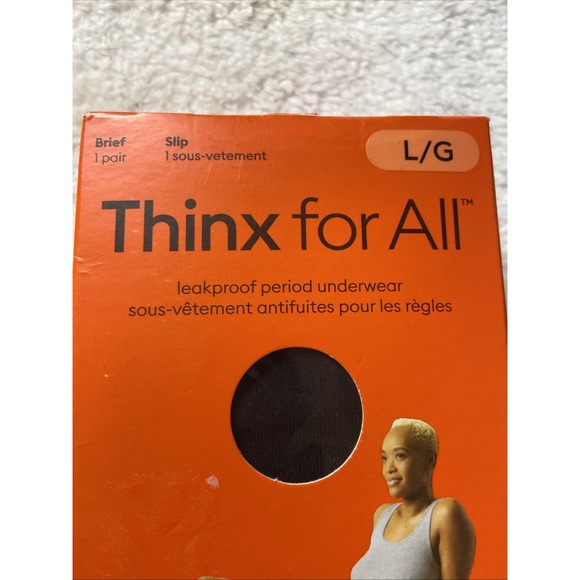 Brief Slip
1 pair 1 sous-vetement
L/G
Thinx for All™
leakproof period underwear
sous-vêtement antifuites pour les règles